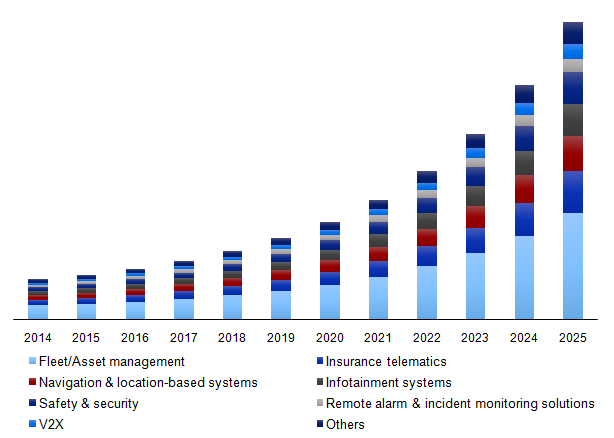 2014 2015 2016 2017 2018 2019 2020 2021 2022 2023 2024 2025
Fleet/Asset management Insurance telematics
Navigation & location-based systems Infotainment systems
Safety & security Remote alarm & incident monitoring solutions
V2X Others